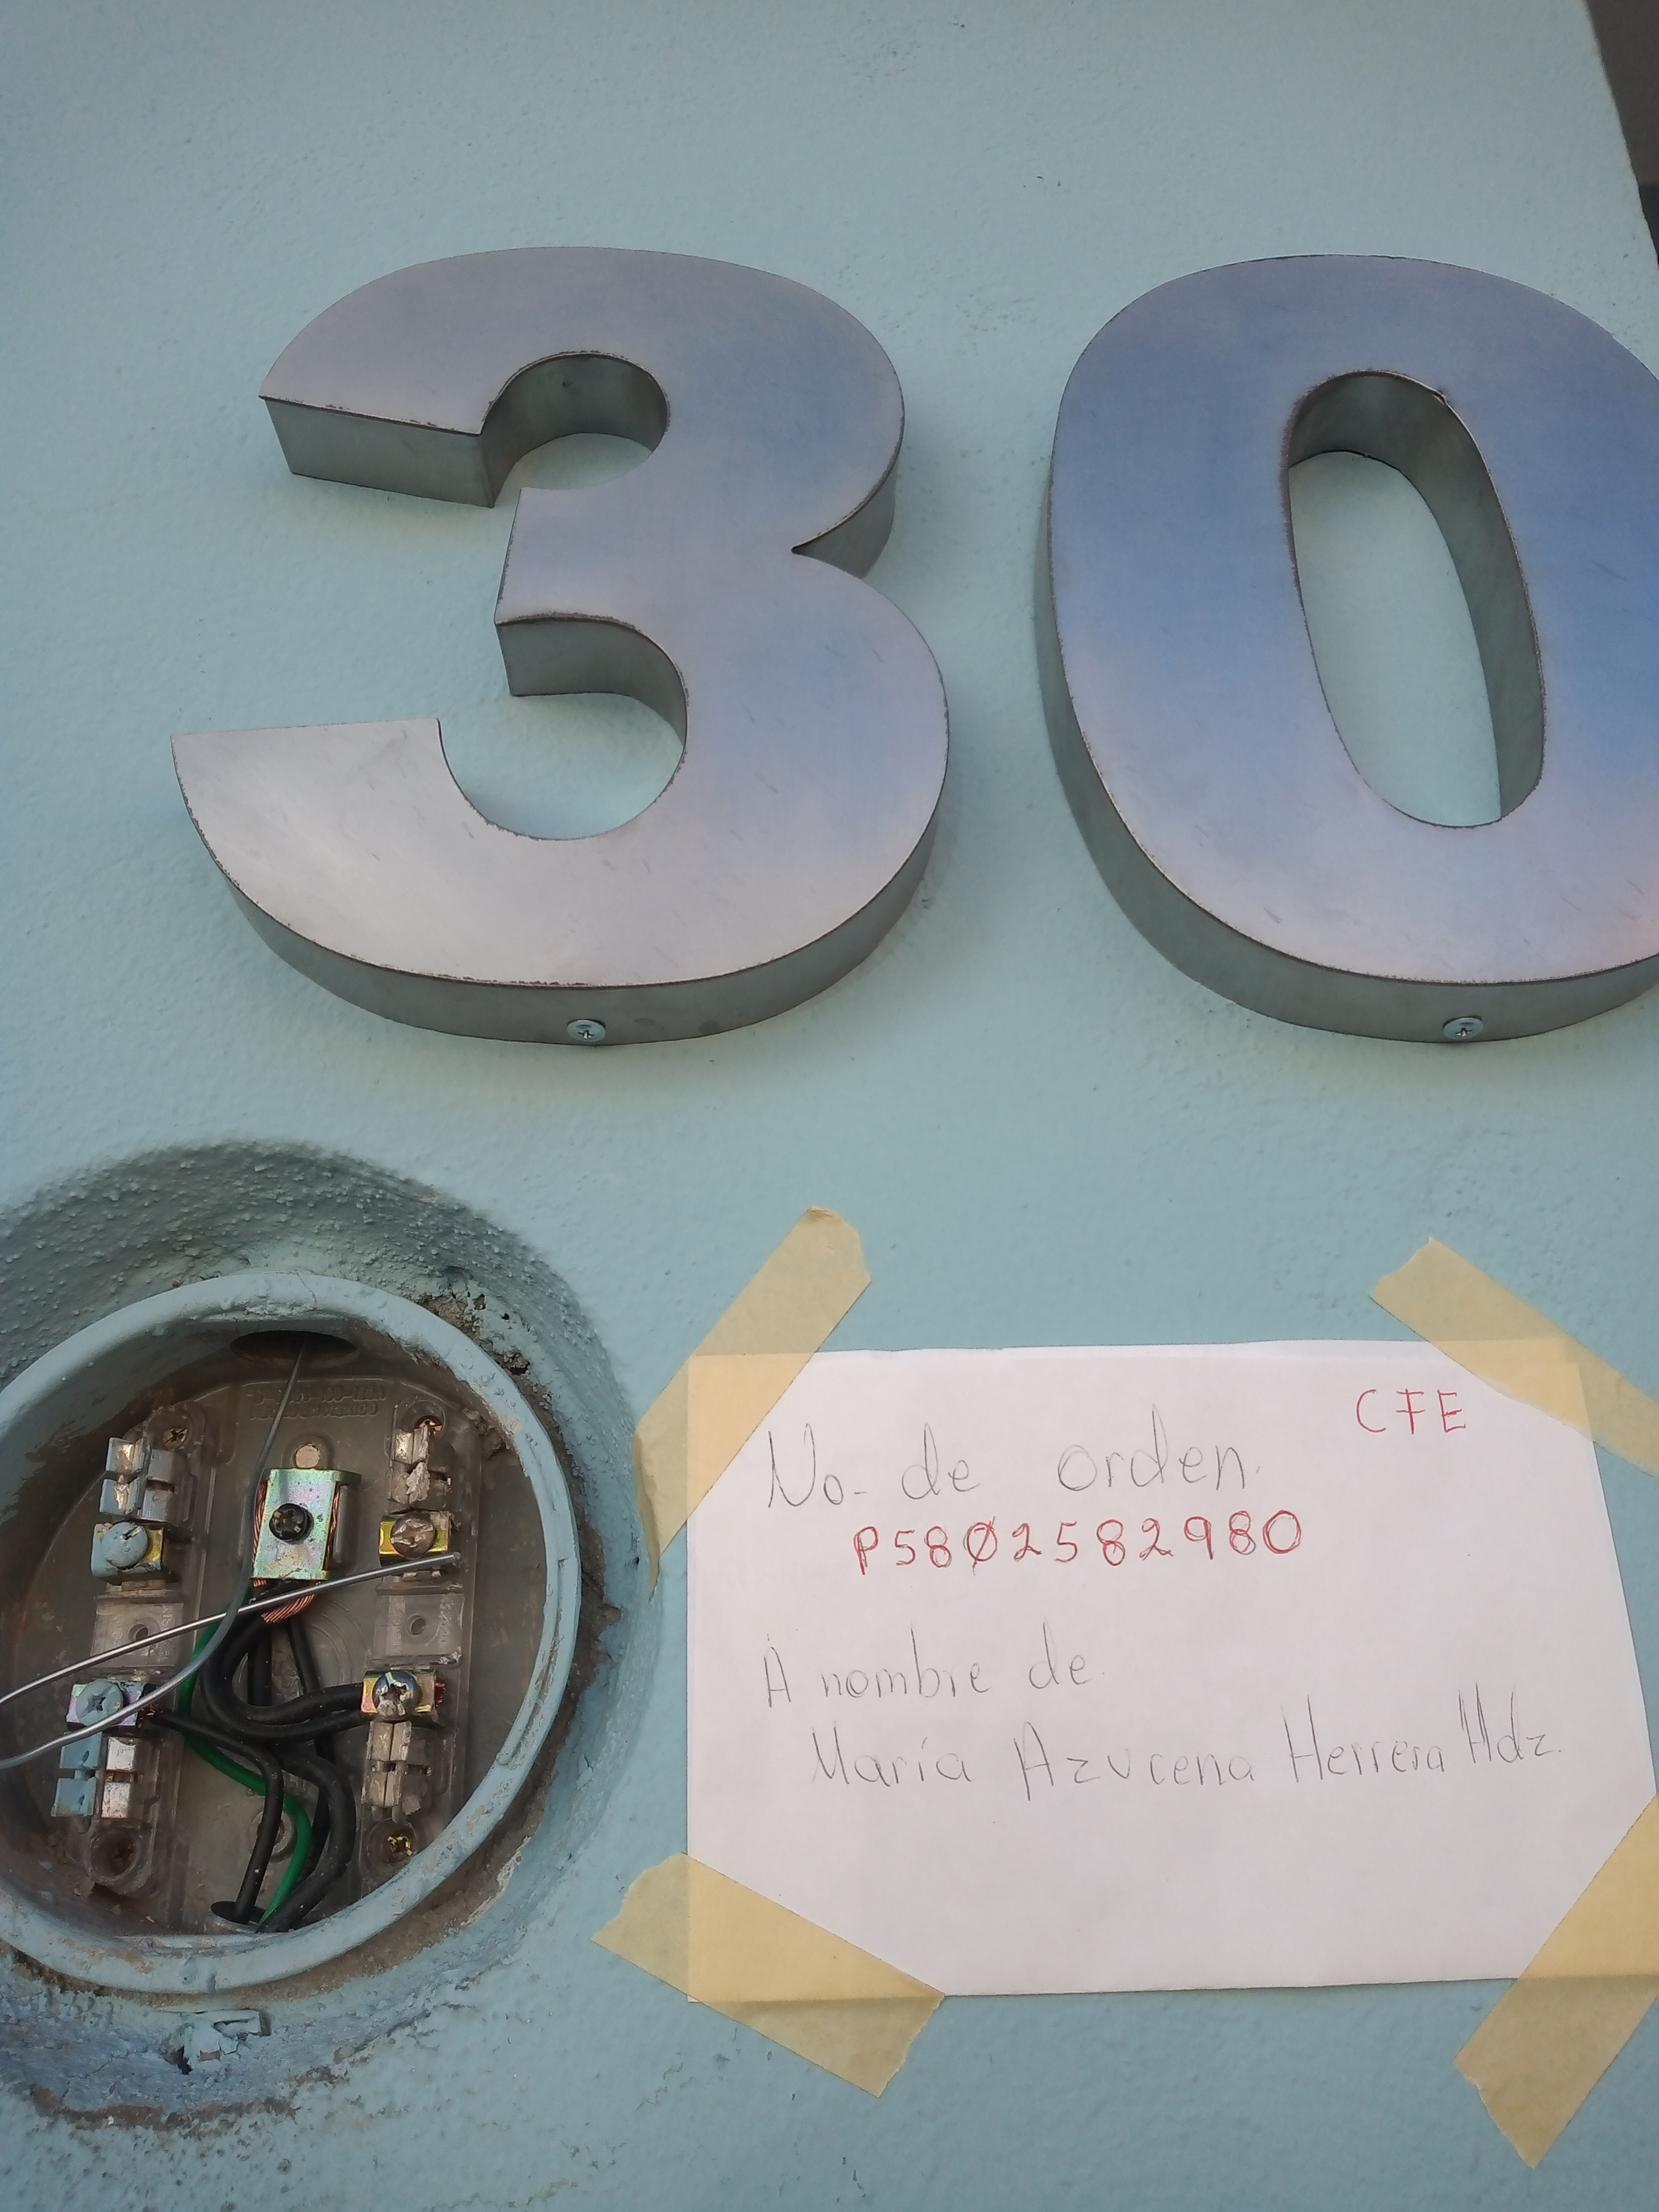 30
CFE
No. de orden.
P5802582980
A nombre de.
María Azucena Herrera Hdz.